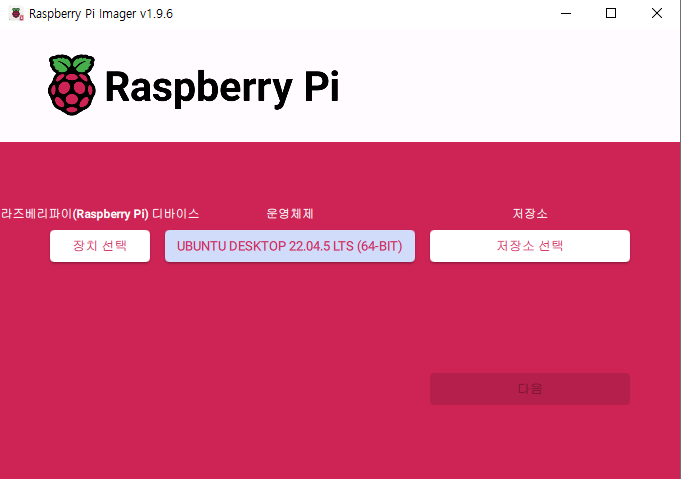 Raspberry Pi Imager v1.9.6
Raspberry Pi
라즈베리파이(Raspberry Pi) 디바이스 운영체제 저장소
장치 선택 UBUNTU DESKTOP 22.04.5 LTS (64-BIT) 저장소 선택
다음